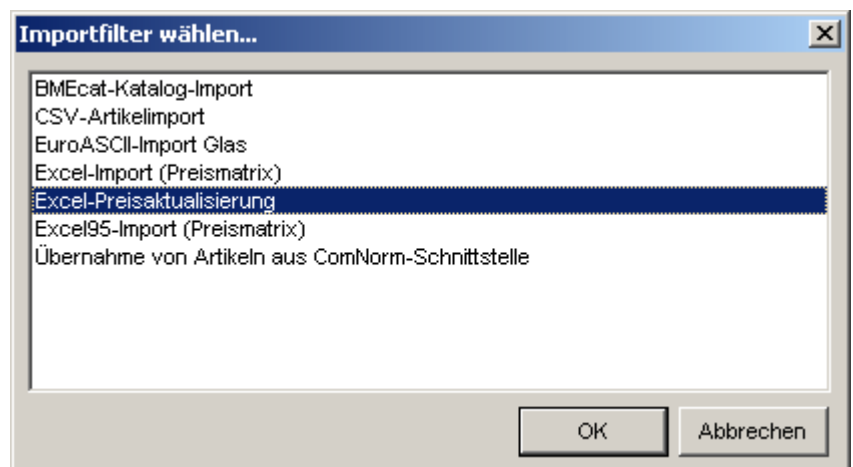 Importfilter wählen...
BMEcat-Katalog-Import
CSV-Artikelimport
EuroASCII-Import Glas
Excel-Import (Preismatrix)
Excel-Preisaktualisierung
Excel95-Import (Preismatrix)
Übernahme von Artikeln aus ComNorm-Schnittstelle
OK Abbrechen